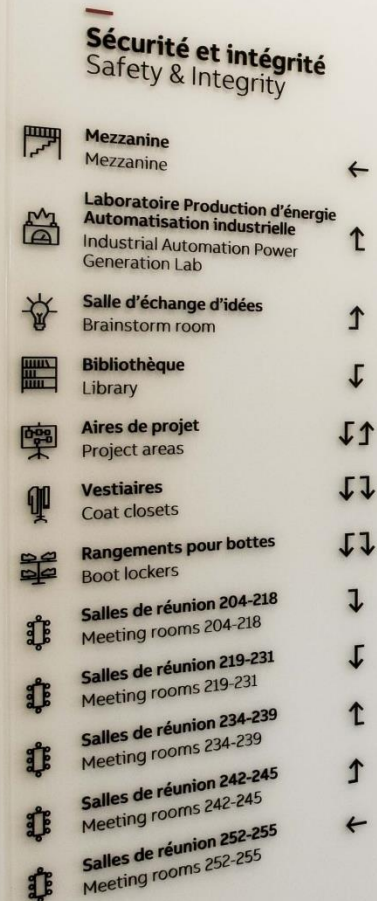 Sécurité et intégrité
Safety & Integrity
Mezzanine
Mezzanine
Laboratoire Production d'énergie
Automatisation industrielle
Industrial Automation Power
Generation Lab
Salle d'échange d'idées
Brainstorm room
Bibliothèque
Library
Aires de projet
Project areas
Vestiaires
Coat closets
Rangements pour bottes
Boot lockers
Salles de réunion 204-218
Meeting rooms 204-218
Salles de réunion 219-231
Meeting rooms 219-231
Salles de réunion 234-239
Meeting rooms 234-239
Salles de réunion 242-245
Meeting rooms 242-245
Salles de réunion 252-255
Meeting rooms 252-255